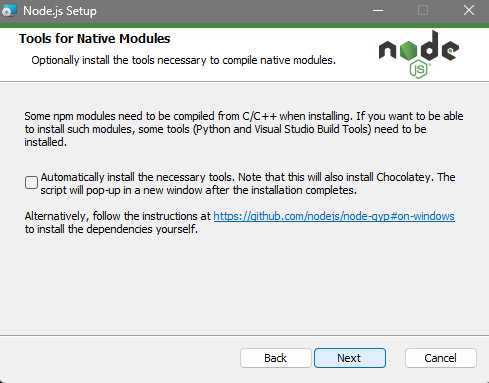 Node.js Setup
Tools for Native Modules
Optionally install the tools necessary to compile native modules.
node
JS
Some npm modules need to be compiled from C/C++ when installing. If you want to be able
to install such modules, some tools (Python and Visual Studio Build Tools) need to be
installed.
Automatically install the necessary tools. Note that this will also install Chocolatey. The
script will pop-up in a new window after the installation completes.
Alternatively, follow the instructions at https://github.com/nodejs/node-gyp#on-windows
to install the dependencies yourself.
Back
Next
Cancel